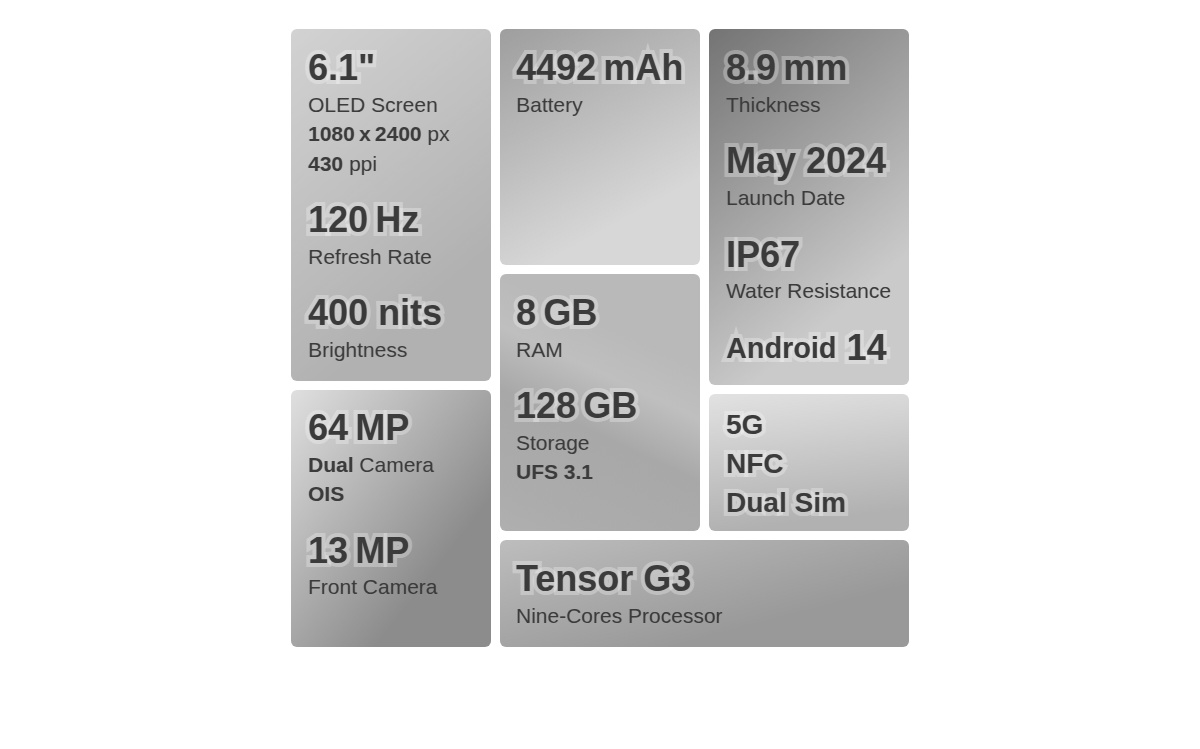 6.1"
OLED Screen
1080 x 2400 px
430 ppi
120 Hz
Refresh Rate
400 nits
Brightness
64 MP
Dual Camera
OIS
13 MP
Front Camera
4492 mAh
Battery
8 GB
RAM
128 GB
Storage
UFS 3.1
8.9 mm
Thickness
May 2024
Launch Date
IP67
Water Resistance
Android 14
5G
NFC
Dual Sim
Tensor G3
Nine-Cores Processor